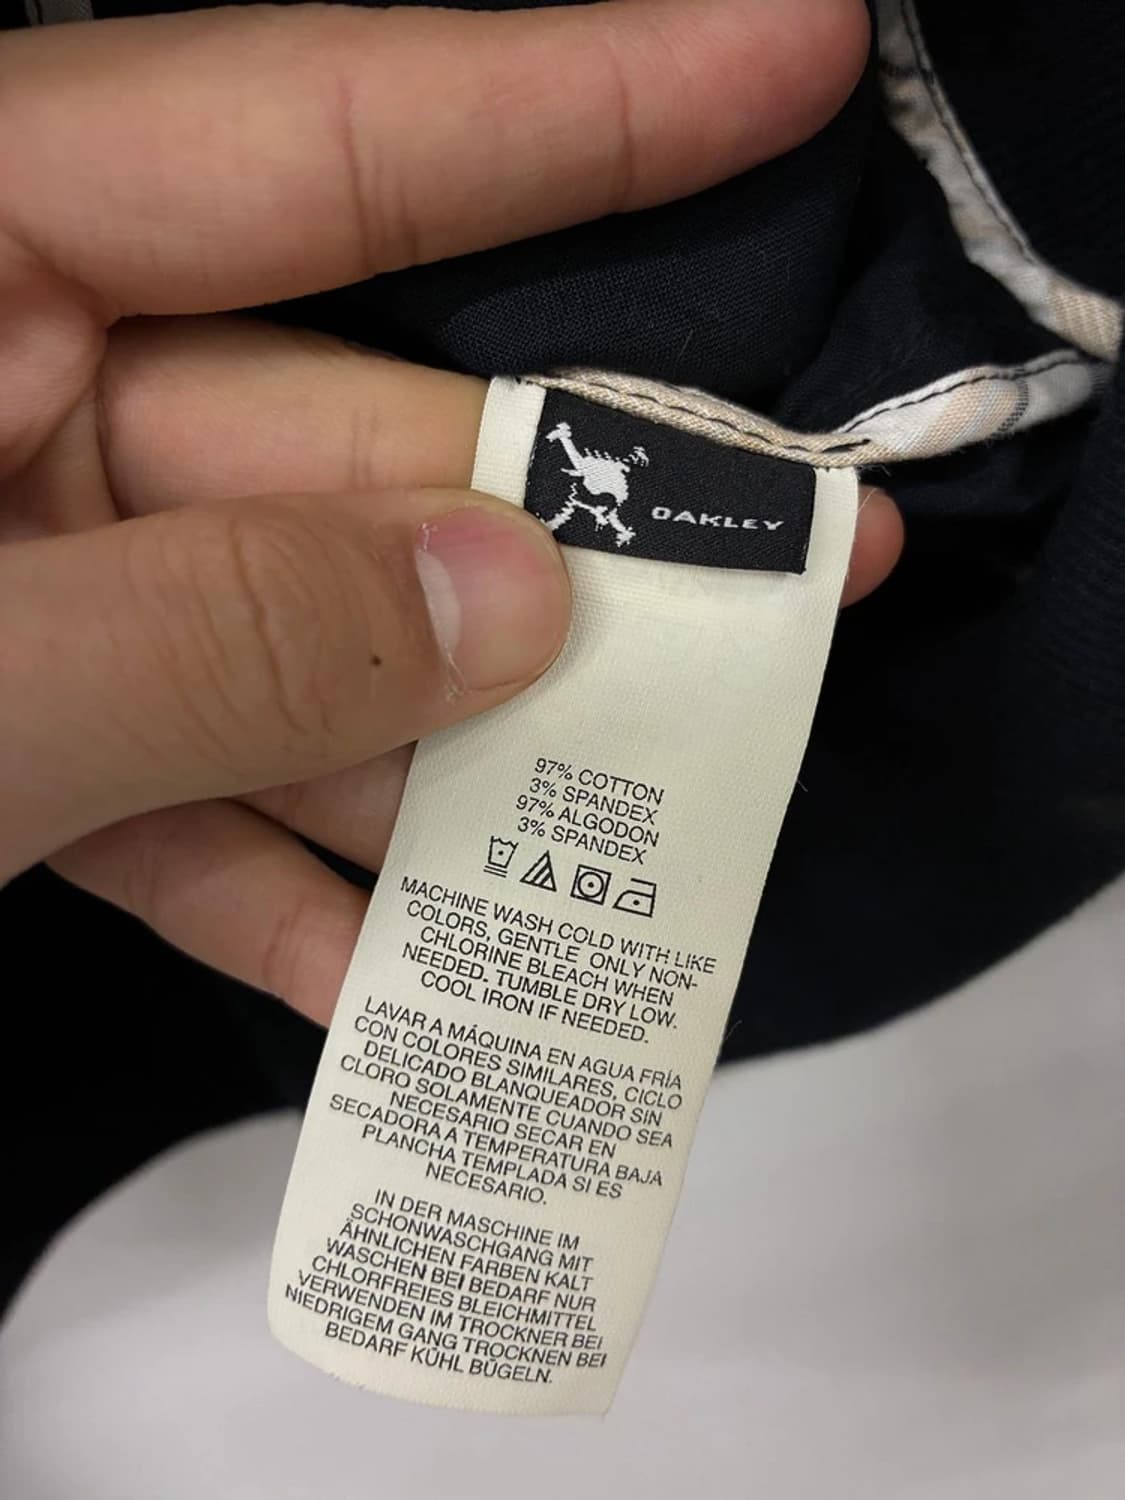 OAKLEY
97% COTTON
3% SPANDEX
97% ALGODON
3% SPANDEX
MACHINE WASH COLD WITH LIKE
COLORS, GENTLE ONLY NON-
CHLORINE BLEACH WHEN
NEEDED. TUMBLE DRY LOW.
COOL IRON IF NEEDED.
LAVAR A MÁQUINA EN AGUA FRÍA
CON COLORES SIMILARES, CICLO
DELICADO BLANQUEADOR SIN
CLORO SOLAMENTE CUANDO SEA
NECESARIO SECAR EN
SECADORA A TEMPERATURA BAJA
PLANCHA TEMPLADA SI ES
NECESARIO.
IN DER MASCHINE IM
SCHONWASCHGANG MIT
ÄHNLICHEN FARBEN KALT
WASCHEN BEI BEDARF NUR
CHLORFREIES BLEICHMITTEL
VERWENDEN IM TROCKNER BEI
NIEDRIGEM GANG TROCKNEN BEI
BEDARF KÜHL BÜGELN.